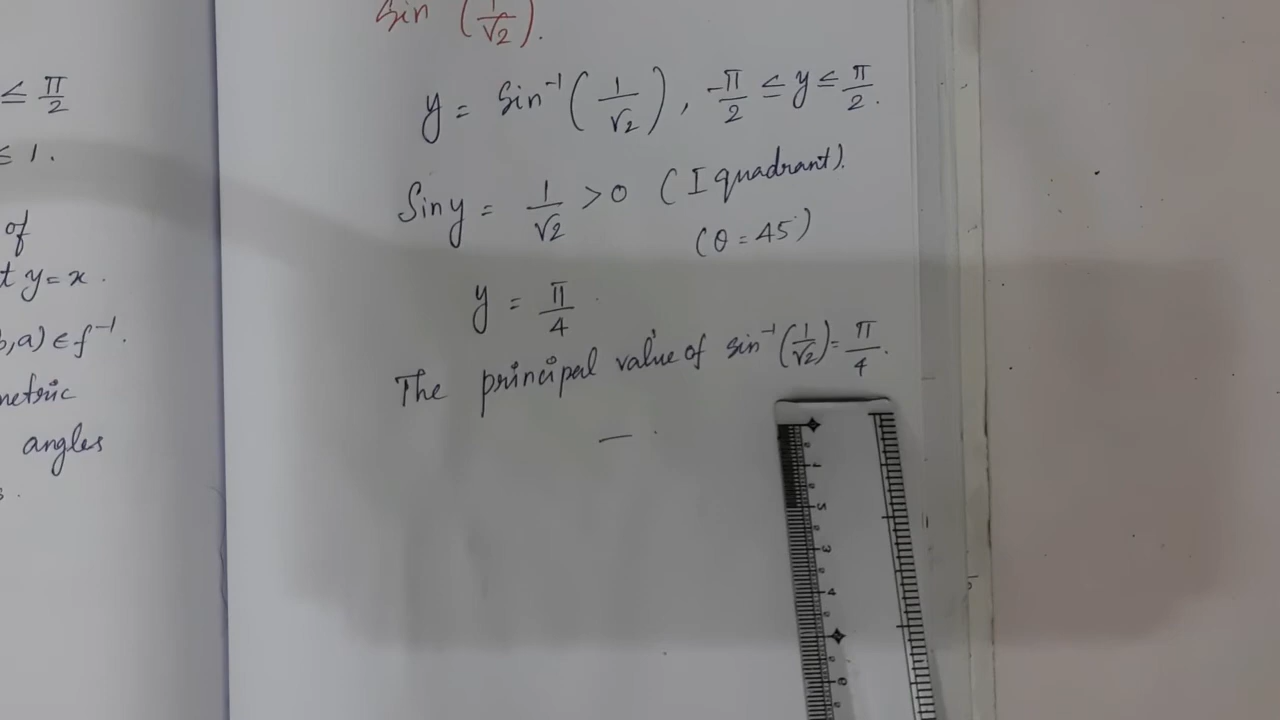 ≤ π/2
≤ 1.
of
t y = x.
b,a) ∈ f⁻¹.
metric
angles
s.
Sin (1/√2).
y = Sin⁻¹(1/√2), -π/2 ≤ y ≤ π/2.
Sin y = 1/√2 > 0 (I quadrant).
(θ = 45°)
y = π/4.
The principal value of sin⁻¹(1/√2) = π/4.